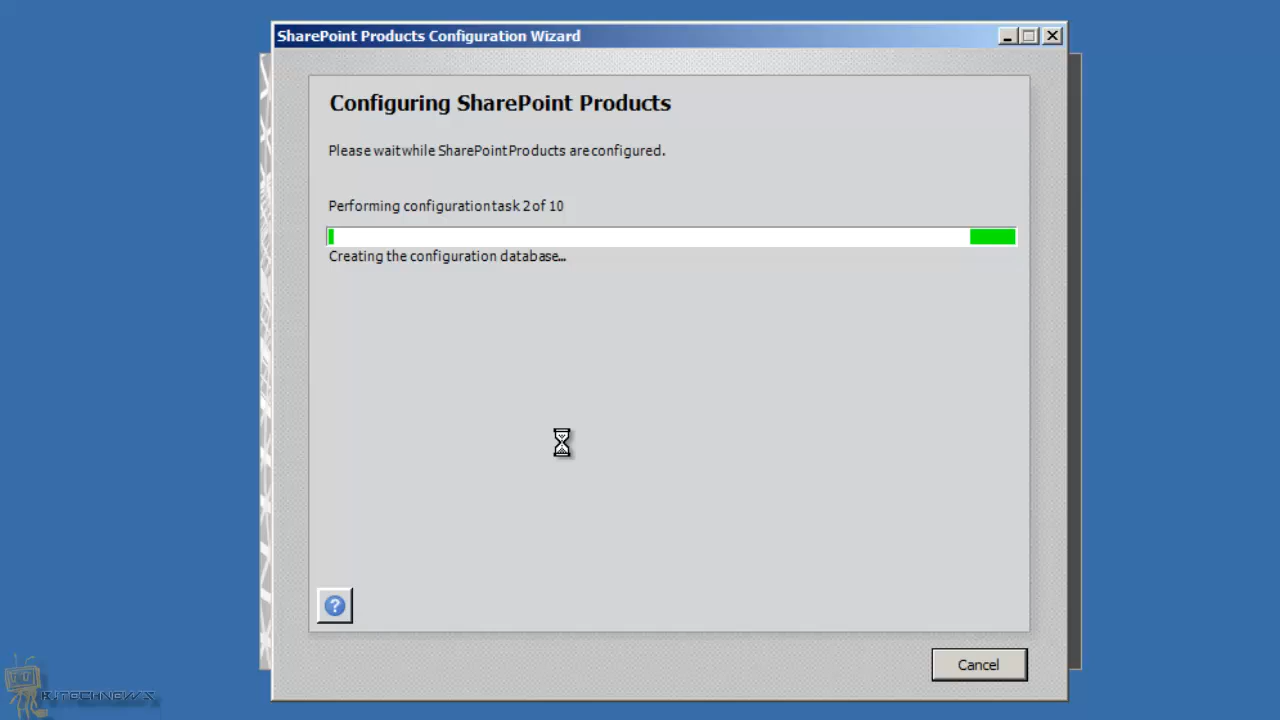 SharePoint Products Configuration Wizard
Configuring SharePoint Products
Please wait while SharePoint Products are configured.
Performing configuration task 2 of 10
Creating the configuration database...
?
Cancel